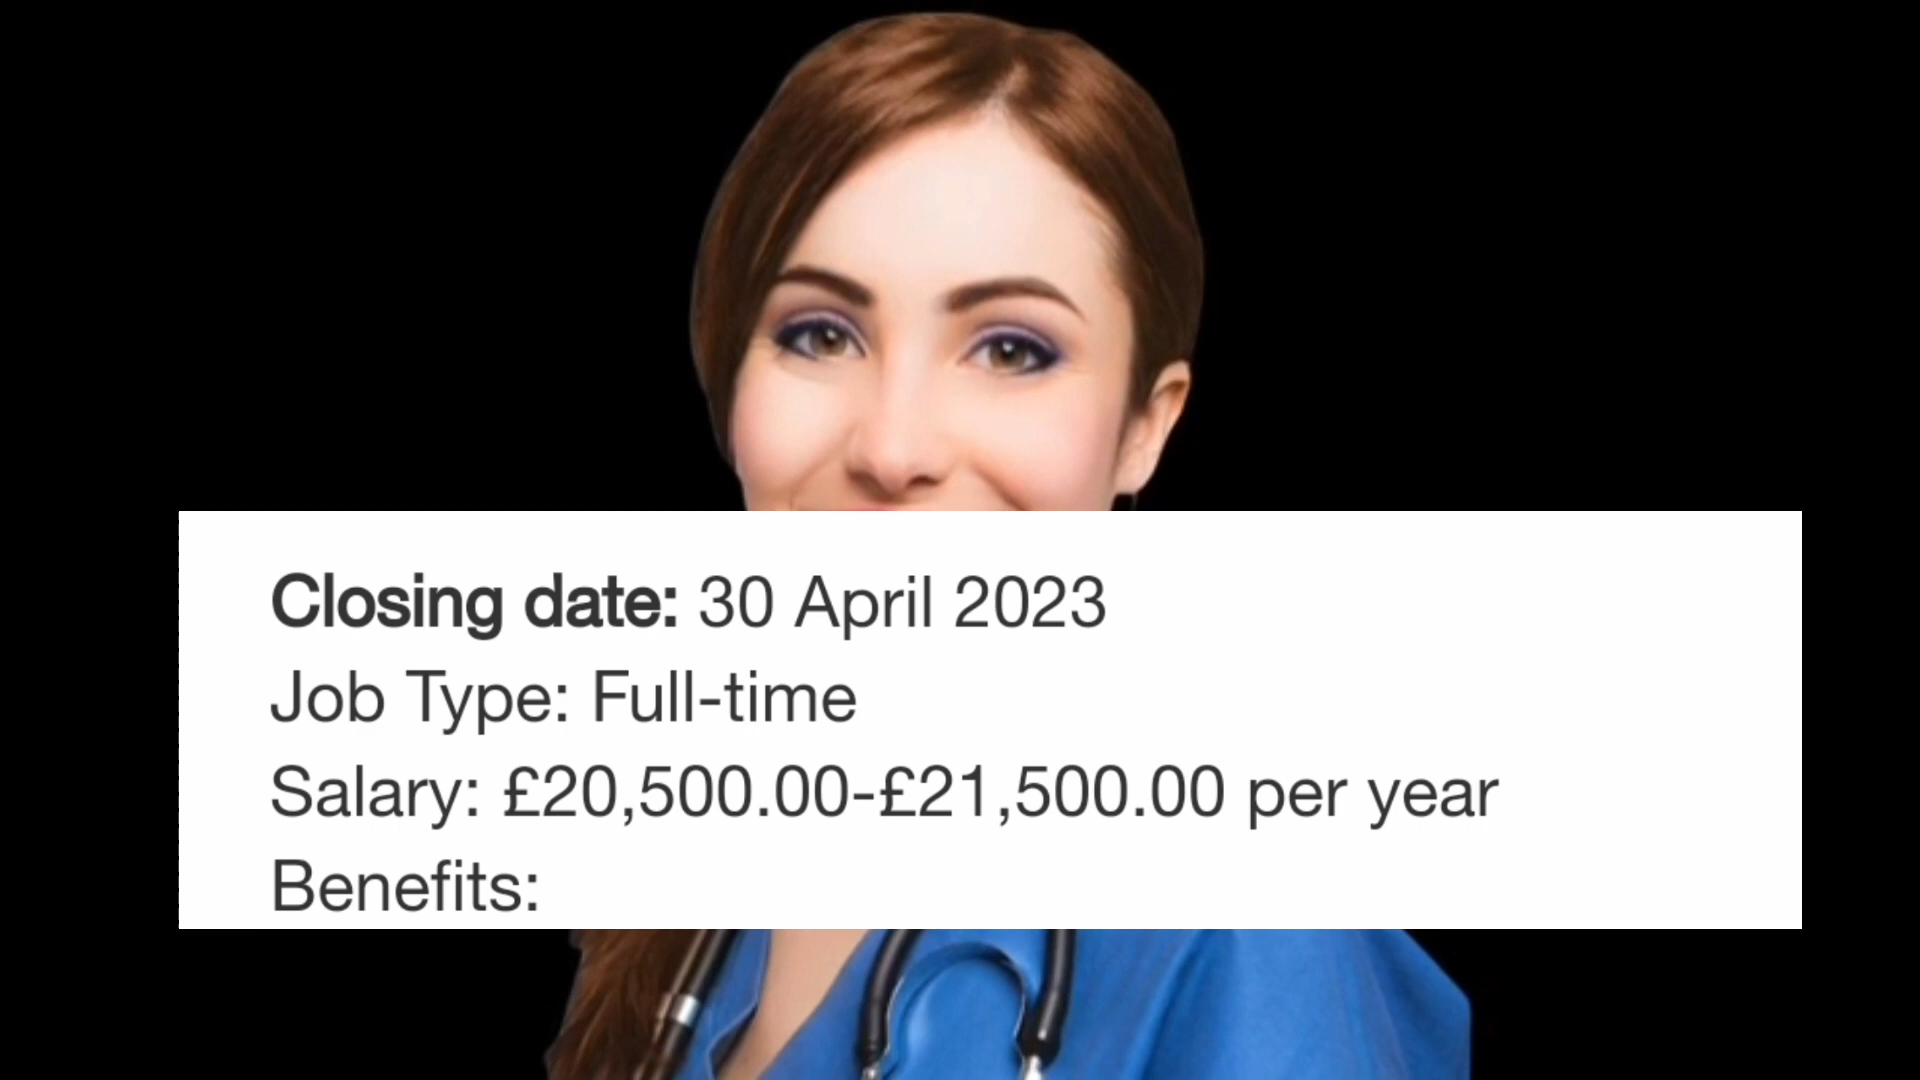 Closing date: 30 April 2023
Job Type: Full-time
Salary: £20,500.00-£21,500.00 per year
Benefits: